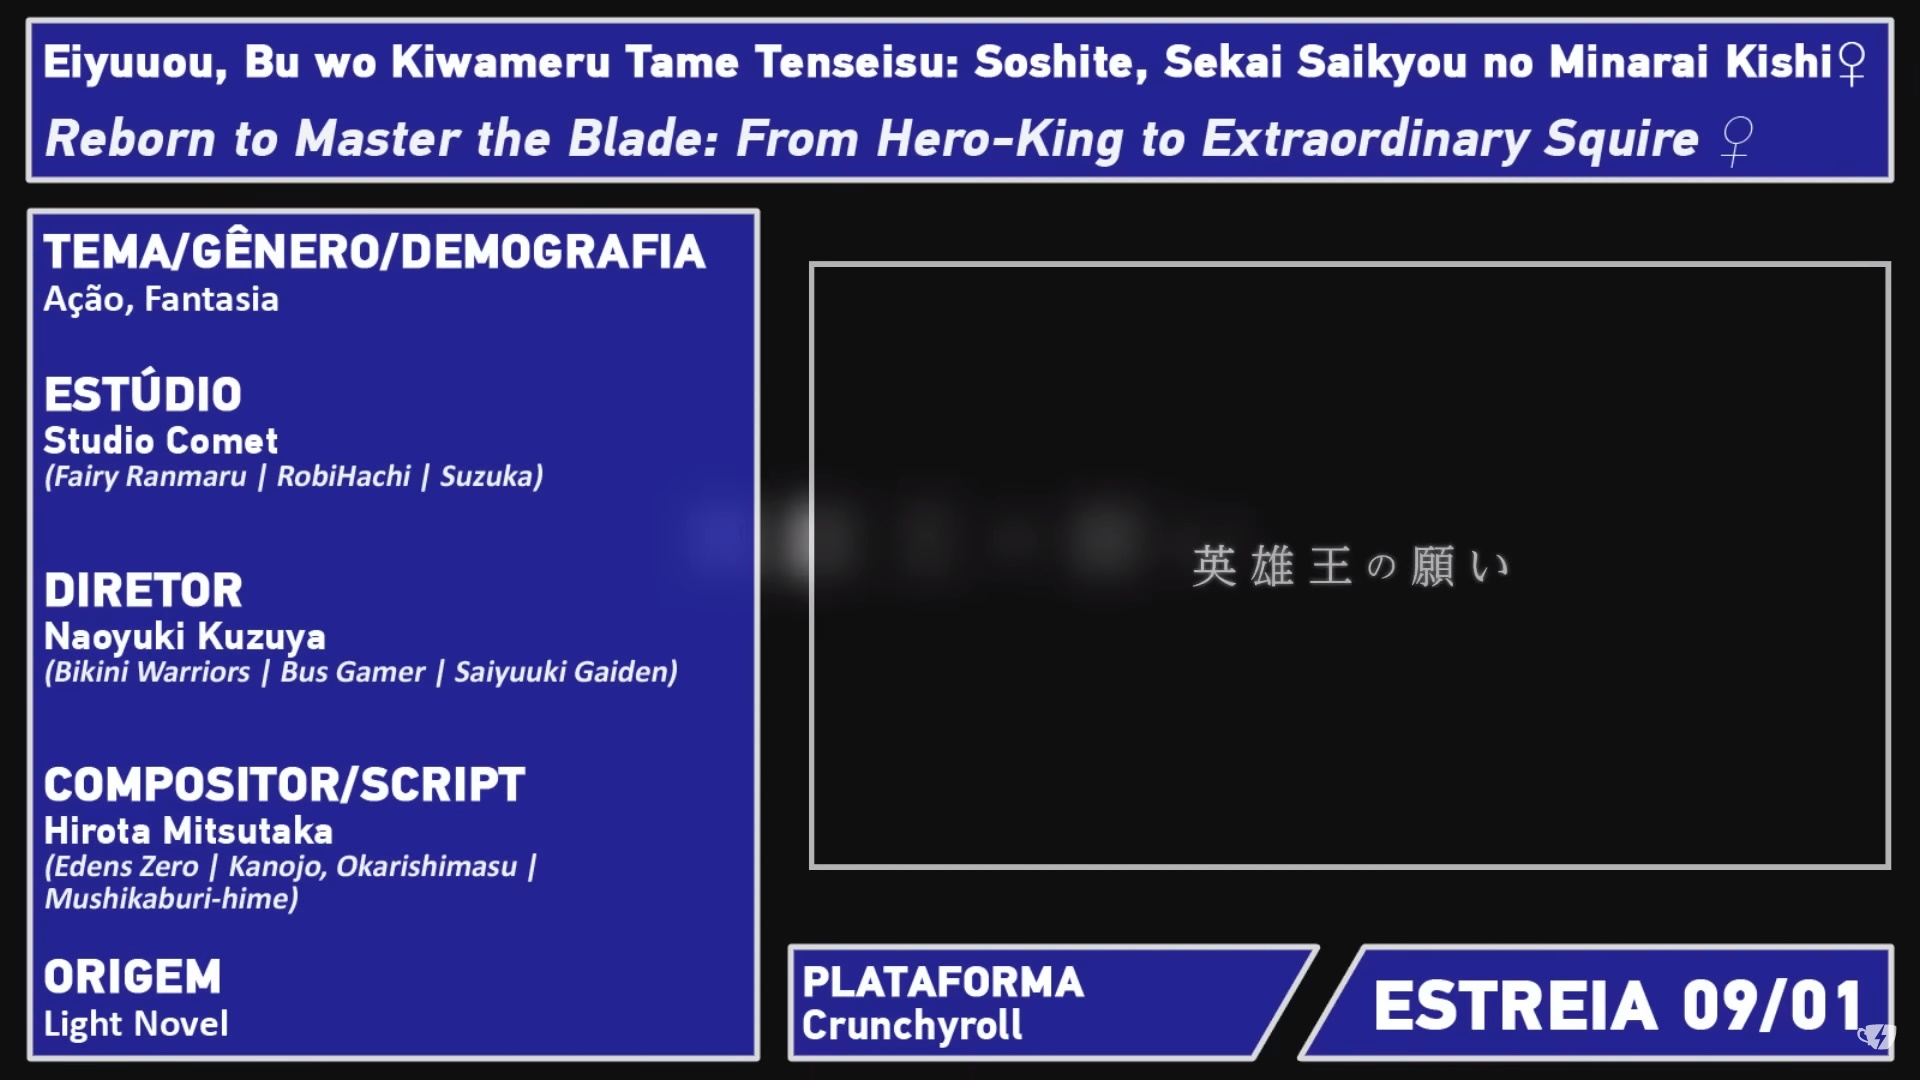 Eiyuuou, Bu wo Kiwameru Tame Tenseisu: Soshite, Sekai Saikyou no Minarai Kishi♀
Reborn to Master the Blade: From Hero-King to Extraordinary Squire ♀
TEMA/GÊNERO/DEMOGRAFIA
Ação, Fantasia
ESTÚDIO
Studio Comet
(Fairy Ranmaru | RobiHachi | Suzuka)
DIRETOR
Naoyuki Kuzuya
(Bikini Warriors | Bus Gamer | Saiyuuki Gaiden)
COMPOSITOR/SCRIPT
Hirota Mitsutaka
(Edens Zero | Kanojo, Okarishimasu |
Mushikaburi-hime)
ORIGEM
Light Novel
英雄王の願い
PLATAFORMA
Crunchyroll
ESTREIA 09/01